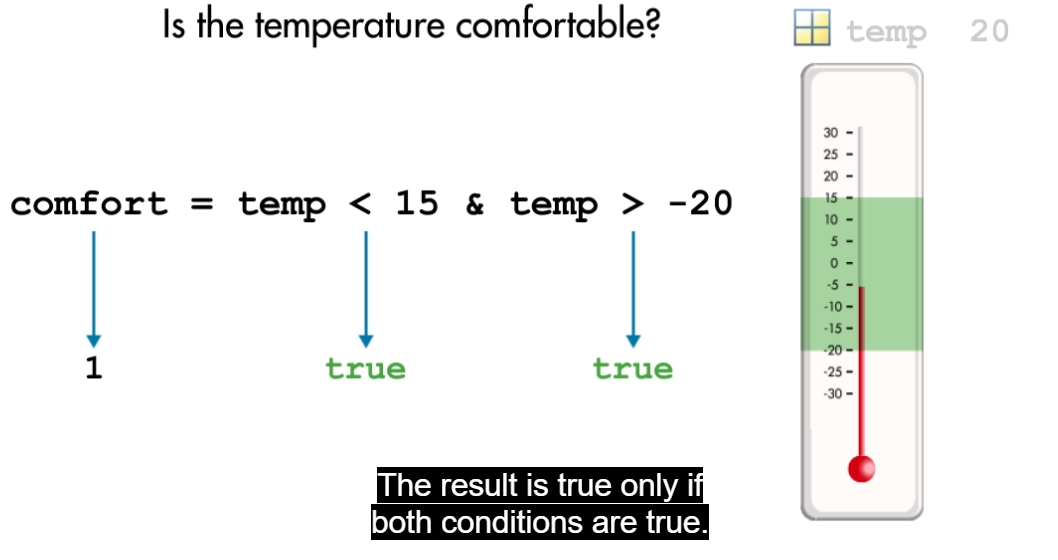 Is the temperature comfortable?
temp 20
30
25
20
15
comfort = temp < 15 & temp > -20
10
5
0
-5
-10
-15
-20
-25
-30
1 true true
The result is true only if
both conditions are true.